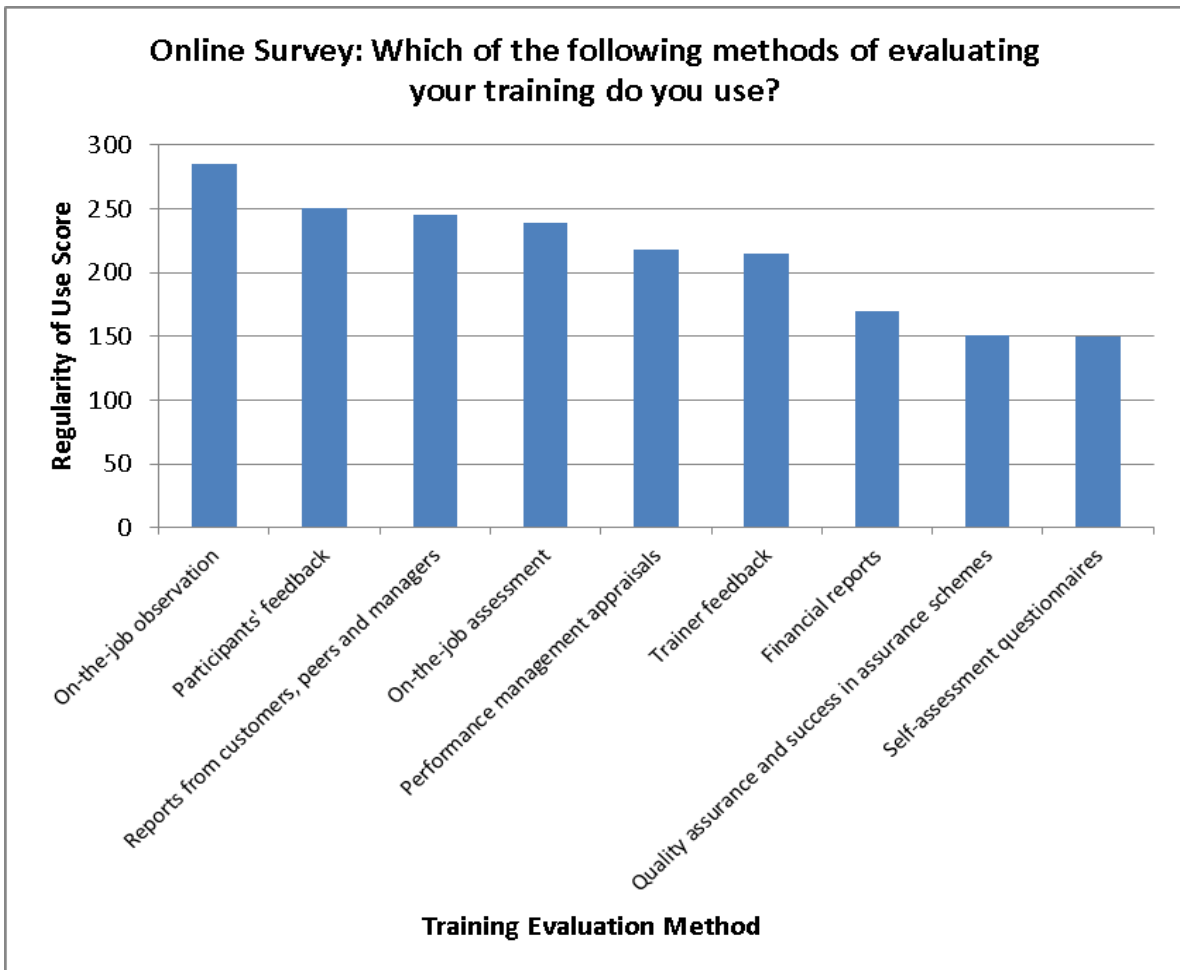 Online Survey: Which of the following methods of evaluating
your training do you use?
Regularity of Use Score
300
250
200
150
100
50
0
On-the-job observation
Participants' feedback
Reports from customers, peers and managers
On-the-job assessment
Performance management appraisals
Trainer feedback
Financial reports
Quality assurance and success in assurance schemes
Self-assessment questionnaires
Training Evaluation Method